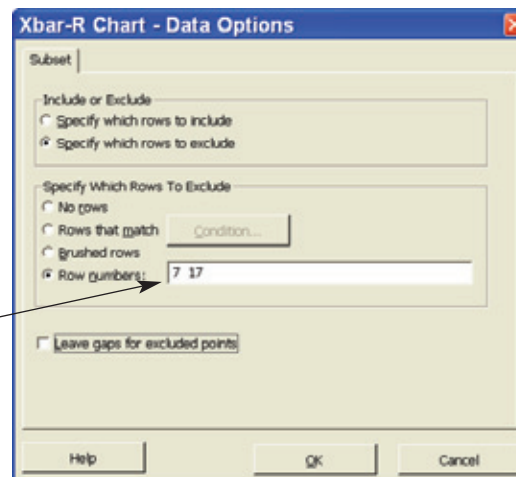 Xbar-R Chart - Data Options
Subset
Include or Exclude
Specify which rows to include
Specify which rows to exclude
Specify Which Rows To Exclude
No rows
Rows that match
Condition...
Brushed rows
Row numbers:
7 17
Leave gaps for excluded points
Help
OK
Cancel